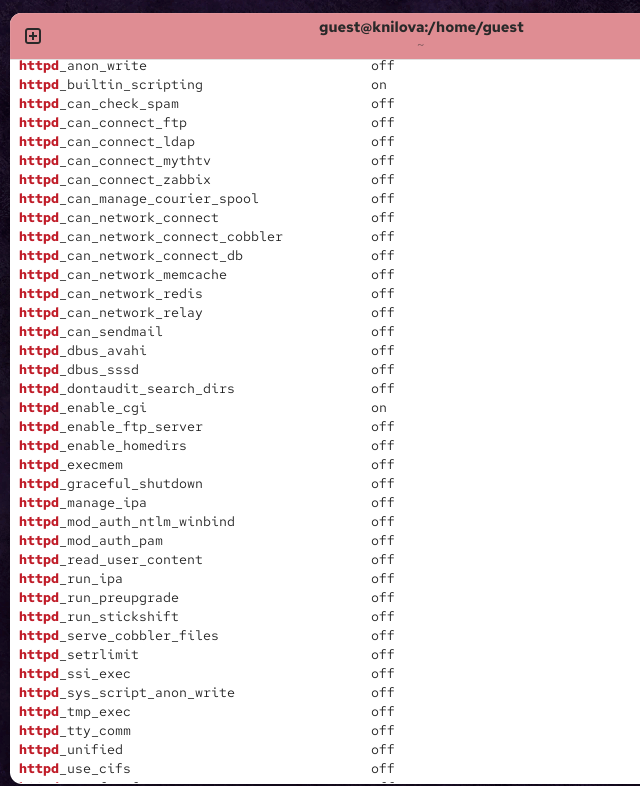 guest@knilova:/home/guest
~
httpd_anon_write off
httpd_builtin_scripting on
httpd_can_check_spam off
httpd_can_connect_ftp off
httpd_can_connect_ldap off
httpd_can_connect_mythtv off
httpd_can_connect_zabbix off
httpd_can_manage_courier_spool off
httpd_can_network_connect off
httpd_can_network_connect_cobbler off
httpd_can_network_connect_db off
httpd_can_network_memcache off
httpd_can_network_redis off
httpd_can_network_relay off
httpd_can_sendmail off
httpd_dbus_avahi off
httpd_dbus_sssd off
httpd_dontaudit_search_dirs off
httpd_enable_cgi on
httpd_enable_ftp_server off
httpd_enable_homedirs off
httpd_execmem off
httpd_graceful_shutdown off
httpd_manage_ipa off
httpd_mod_auth_ntlm_winbind off
httpd_mod_auth_pam off
httpd_read_user_content off
httpd_run_ipa off
httpd_run_preupgrade off
httpd_run_stickshift off
httpd_serve_cobbler_files off
httpd_setrlimit off
httpd_ssi_exec off
httpd_sys_script_anon_write off
httpd_tmp_exec off
httpd_tty_comm off
httpd_unified off
httpd_use_cifs off